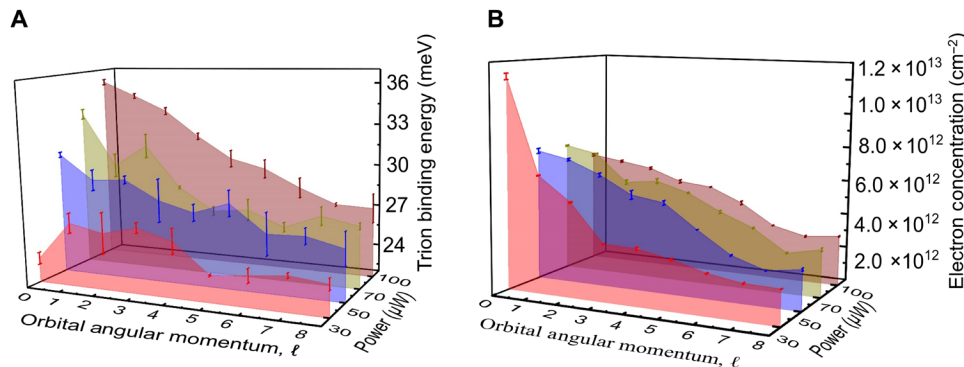 A
36
33
30
27
24
Trion binding energy (meV)
100
70
50
30
Power (μW)
0
1
2
3
4
5
6
7
8
Orbital angular momentum, ℓ
B
1.2 × 10¹³
1.0 × 10¹³
8.0 × 10¹²
6.0 × 10¹²
4.0 × 10¹²
2.0 × 10¹²
Electron concentration (cm⁻²)
100
70
50
30
Power (μW)
0
1
2
3
4
5
6
7
8
Orbital angular momentum, ℓ